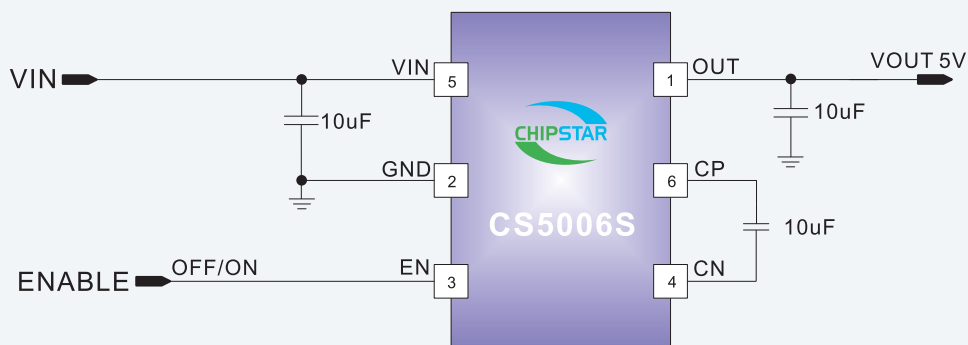 VIN
VIN
5
10uF
GND
2
ENABLE
OFF/ON
EN
3
CHIPSTAR
CS5006S
1
OUT
VOUT 5V
10uF
6
CP
10uF
4
CN